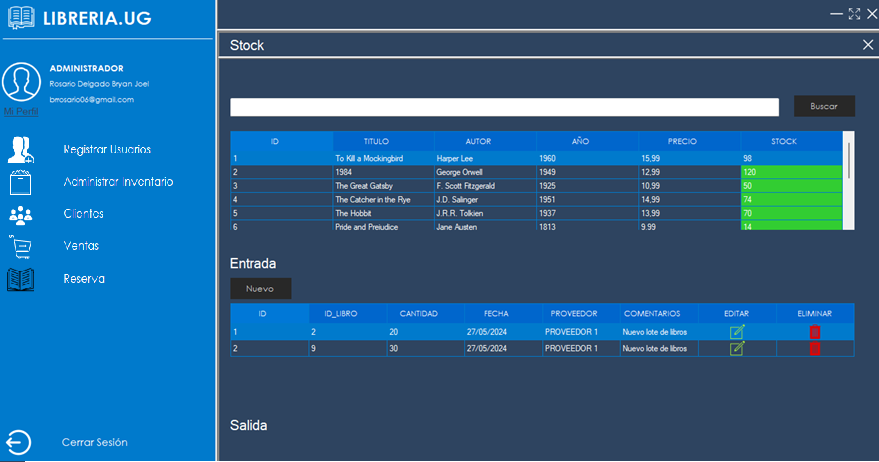 LIBRERIA.UG
ADMINISTRADOR
Rosario Delgado Bryan Joel
brrosario06@gmail.com
Mi Perfil
Registrar Usuarios
Administrar Inventario
Clientos
Ventas
Reserva
Cerrar Sesión
Stock
Buscar
ID TITULO AUTOR AÑO PRECIO STOCK
1 To Kill a Mockingbird Harper Lee 1960 15,99 98
2 1984 George Orwell 1949 12,99 120
3 The Great Gatsby F. Scott Fitzgerald 1925 10,99 50
4 The Catcher in the Rye J.D. Salinger 1951 14,99 74
5 The Hobbit J.R.R. Tolkien 1937 13,99 70
6 Pride and Prejudice Jane Austen 1813 9,99 14
Entrada
Nuevo
ID ID_LIBRO CANTIDAD FECHA PROVEEDOR COMENTARIOS EDITAR ELIMINAR
1 2 20 27/05/2024 PROVEEDOR 1 Nuevo lote de libros
2 9 30 27/05/2024 PROVEEDOR 1 Nuevo lote de libros
Salida